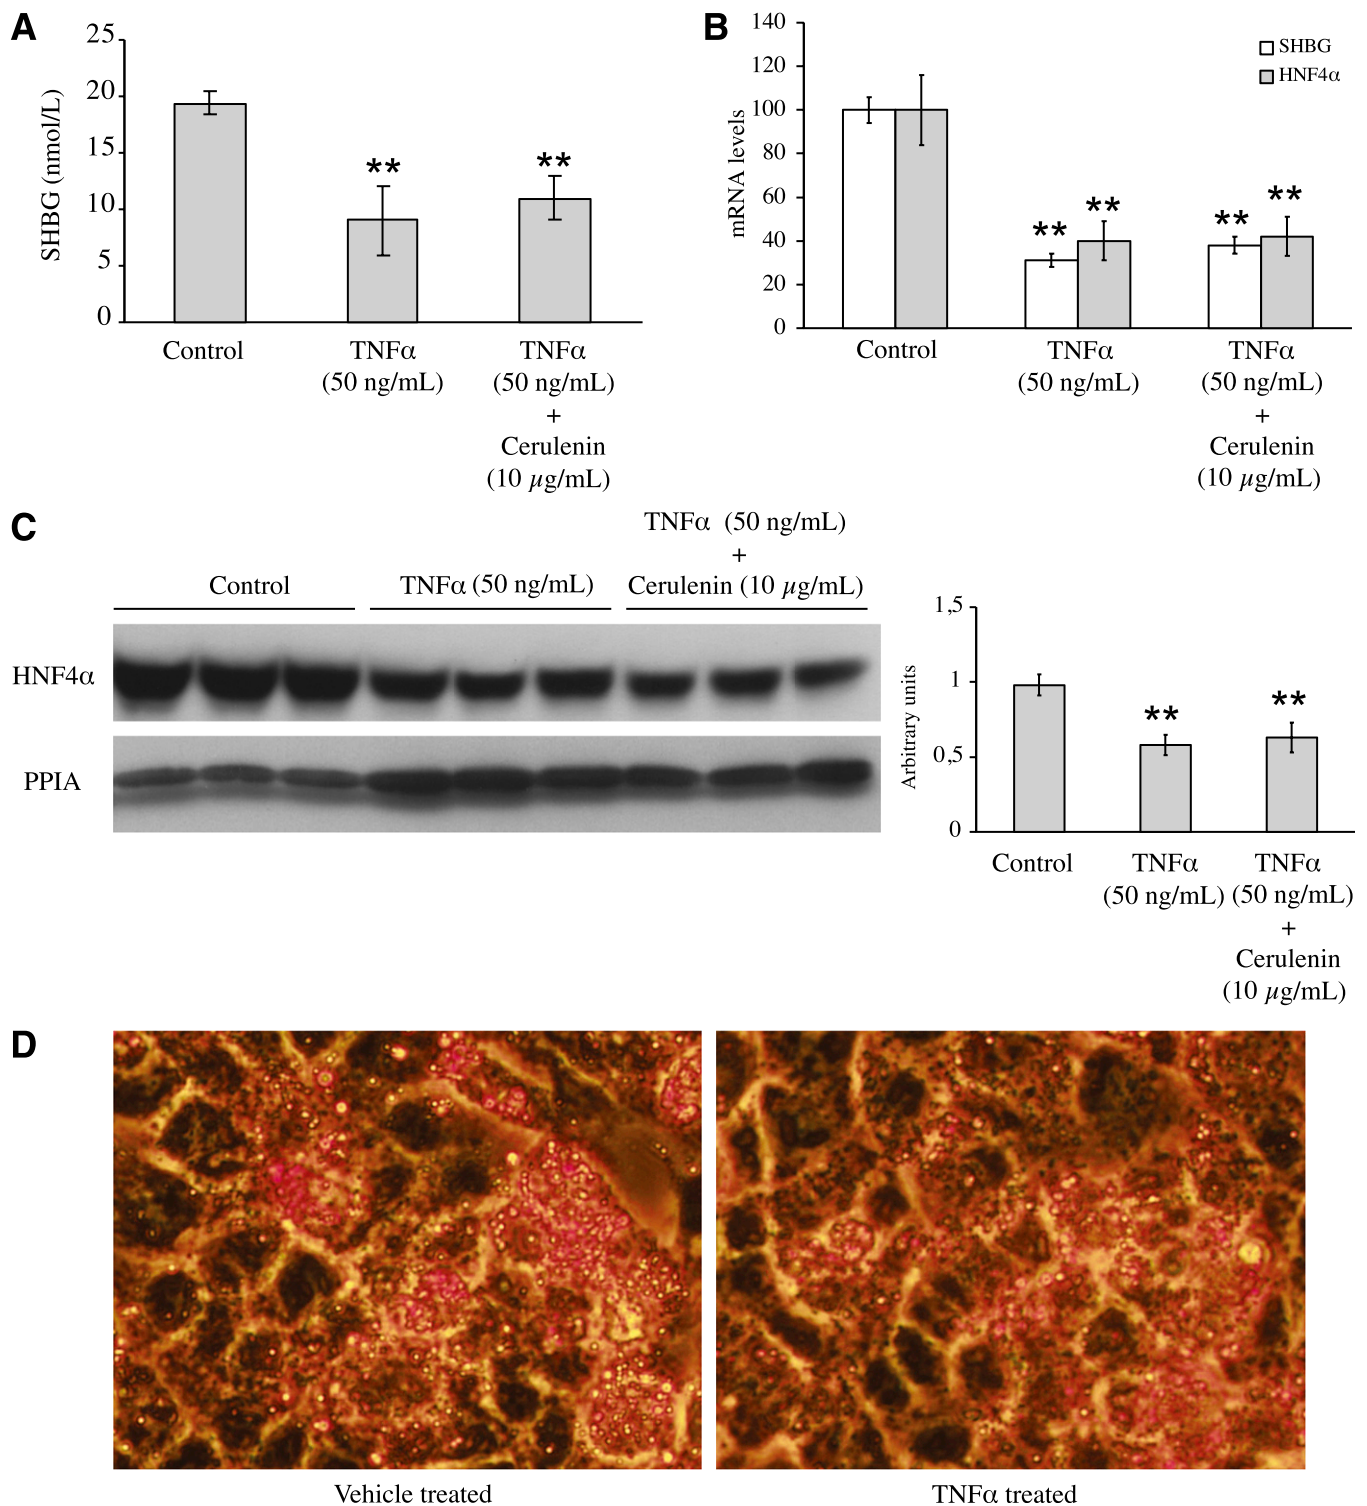 A
25
20
15
10
5
0
SHBG (nmol/L)
**
**
Control
TNFα
(50 ng/mL)
TNFα
(50 ng/mL)
+
Cerulenin
(10 µg/mL)
B
140
120
100
80
60
40
20
0
mRNA levels
SHBG
HNF4α
**
**
**
**
Control
TNFα
(50 ng/mL)
TNFα
(50 ng/mL)
+
Cerulenin
(10 µg/mL)
C
Control
TNFα (50 ng/mL)
TNFα (50 ng/mL)
+
Cerulenin (10 µg/mL)
HNF4α
PPIA
1,5
1
0,5
0
Arbitrary units
**
**
Control
TNFα
(50 ng/mL)
TNFα
(50 ng/mL)
+
Cerulenin
(10 µg/mL)
D
Vehicle treated
TNFα treated